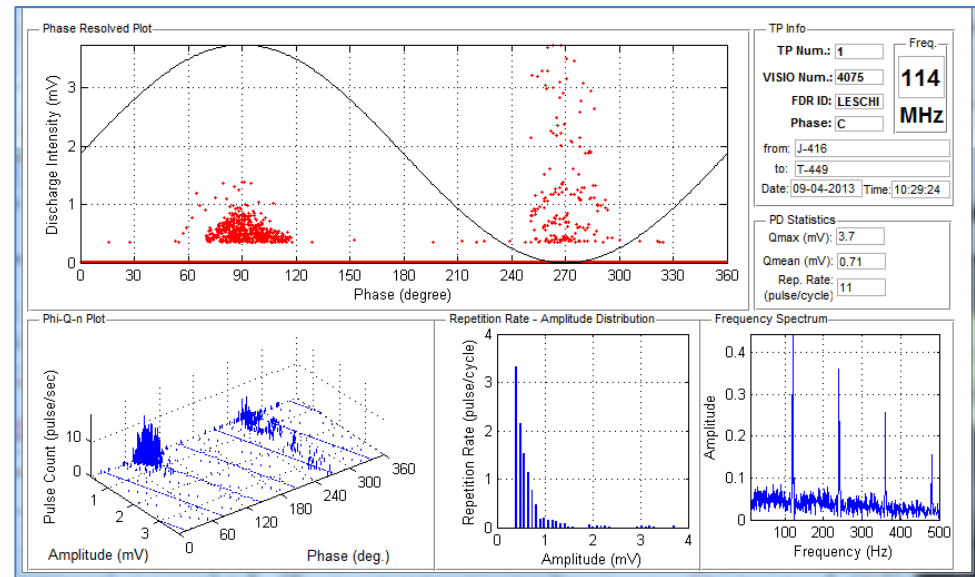 Phase Resolved Plot
Discharge Intensity (mV)
3
2
1
0
0 30 60 90 120 150 180 210 240 270 300 330 360
Phase (degree)
TP Info
TP Num.: 1
VISIO Num.: 4075
FDR ID: LESCHI
Phase: C
Freq.
114
MHz
from: J-416
to: T-449
Date: 09-04-2013 Time: 10:29:24
PD Statistics
Qmax (mV): 3.7
Qmean (mV): 0.71
Rep. Rate: 11
(pulse/cycle)
Phi-Q-n Plot
Pulse Count (pulse/sec)
10
0
1
2
3
Amplitude (mV)
0
60
120
180
240
300
360
Phase (deg.)
Repetition Rate - Amplitude Distribution
Repetition Rate (pulse/cycle)
4
3
2
1
0
0 1 2 3 4
Amplitude (mV)
Frequency Spectrum
Amplitude
0.4
0.3
0.2
0.1
0
100 200 300 400 500
Frequency (Hz)